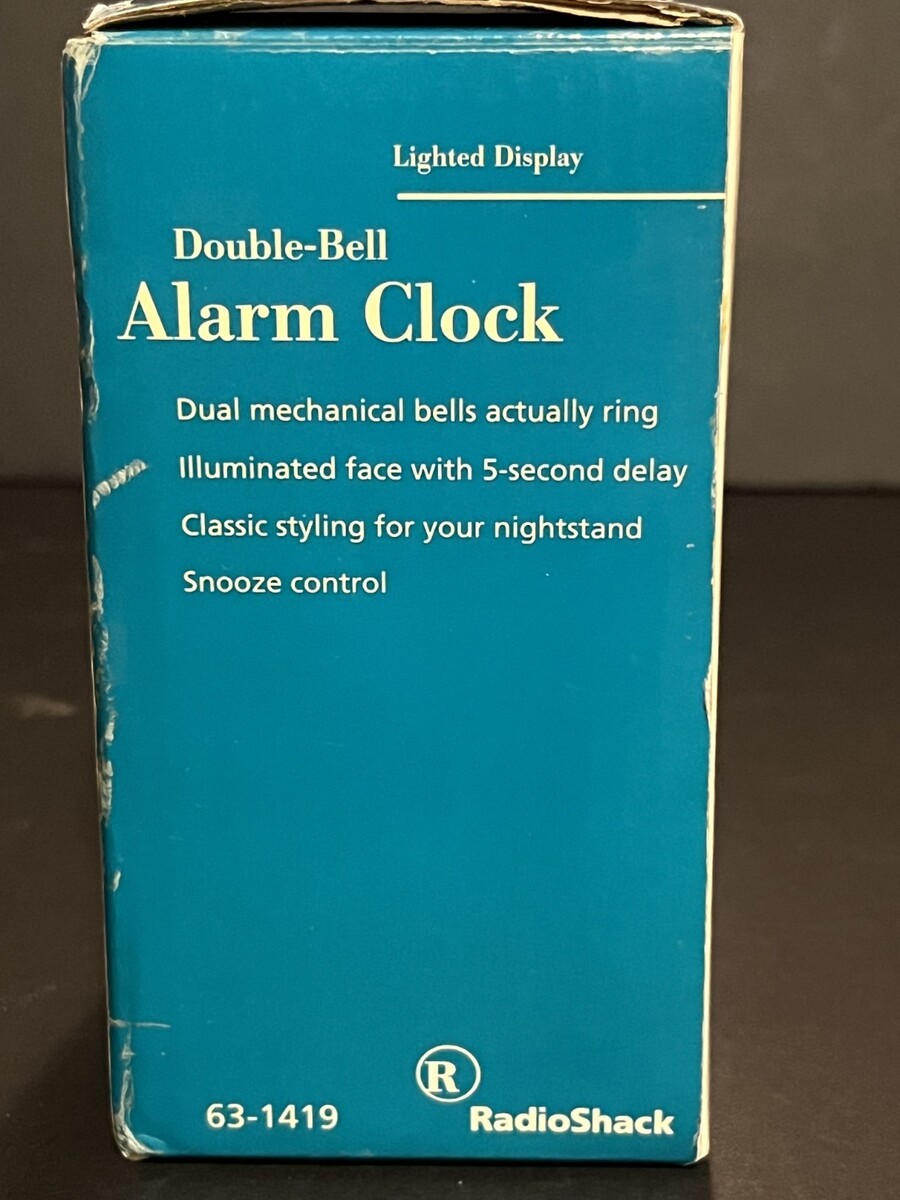 Lighted Display
Double-Bell
Alarm Clock
Dual mechanical bells actually ring
Illuminated face with 5-second delay
Classic styling for your nightstand
Snooze control
R
63-1419
RadioShack